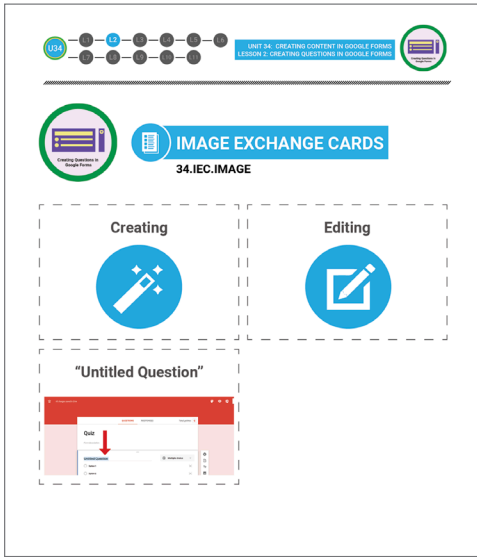 U34
L1
L2
L3
L4
L5
L6
L7
L8
L9
L10
L11
UNIT 34: CREATING CONTENT IN GOOGLE FORMS
LESSON 2: CREATING QUESTIONS IN GOOGLE FORMS
Creating Questions in
Google Forms
Creating Questions in
Google Forms
IMAGE EXCHANGE CARDS
34.IEC.IMAGE
Creating
Editing
“Untitled Question”
Quiz